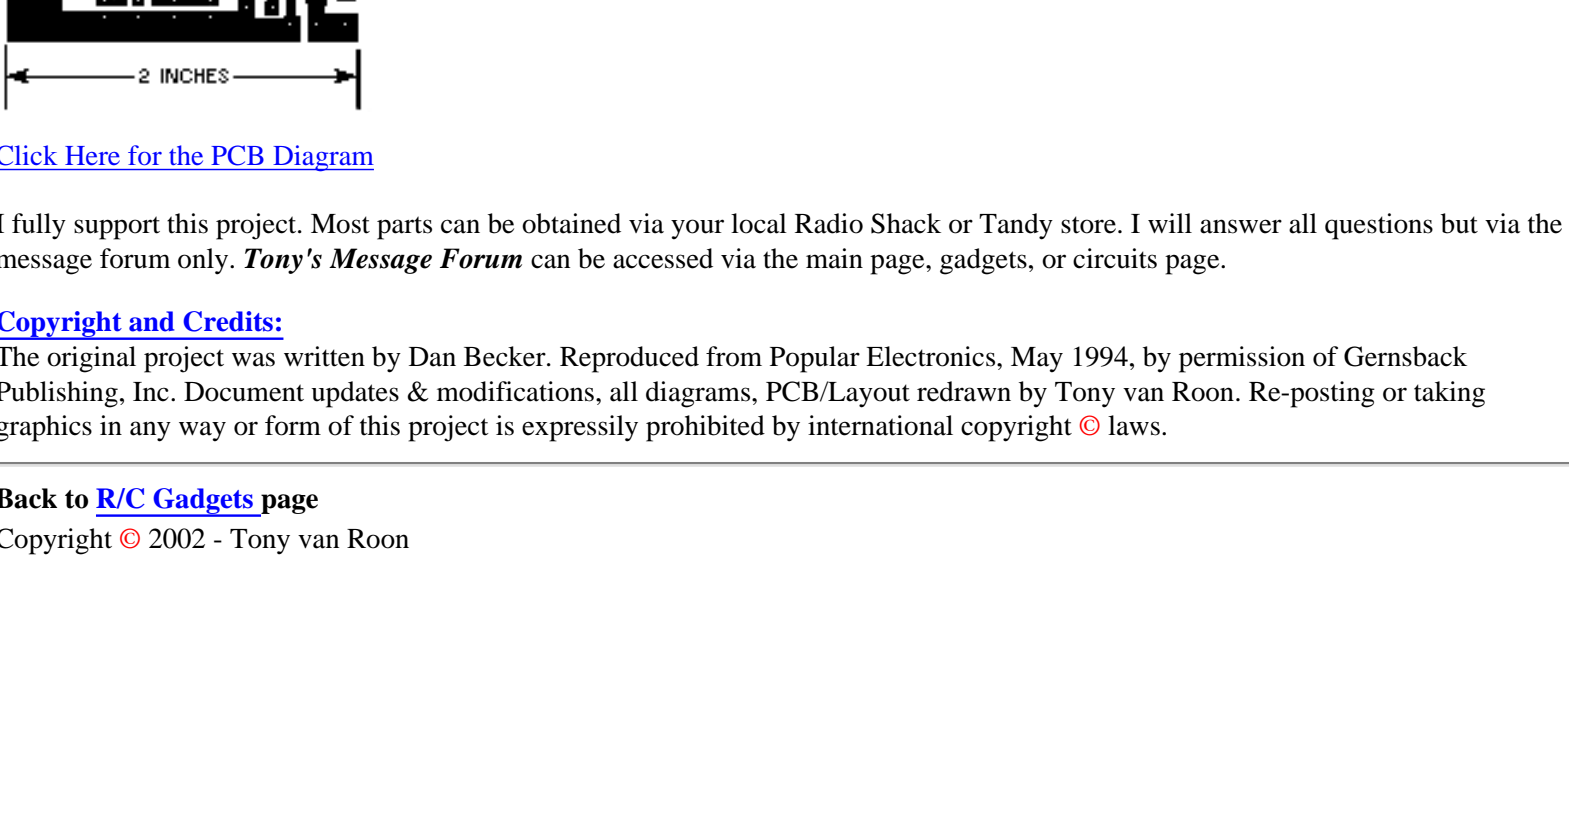 2 INCHES
Click Here for the PCB Diagram
I fully support this project. Most parts can be obtained via your local Radio Shack or Tandy store. I will answer all questions but via the
message forum only. Tony's Message Forum can be accessed via the main page, gadgets, or circuits page.
Copyright and Credits:
The original project was written by Dan Becker. Reproduced from Popular Electronics, May 1994, by permission of Gernsback
Publishing, Inc. Document updates & modifications, all diagrams, PCB/Layout redrawn by Tony van Roon. Re-posting or taking
graphics in any way or form of this project is expressily prohibited by international copyright © laws.
Back to R/C Gadgets page
Copyright © 2002 - Tony van Roon